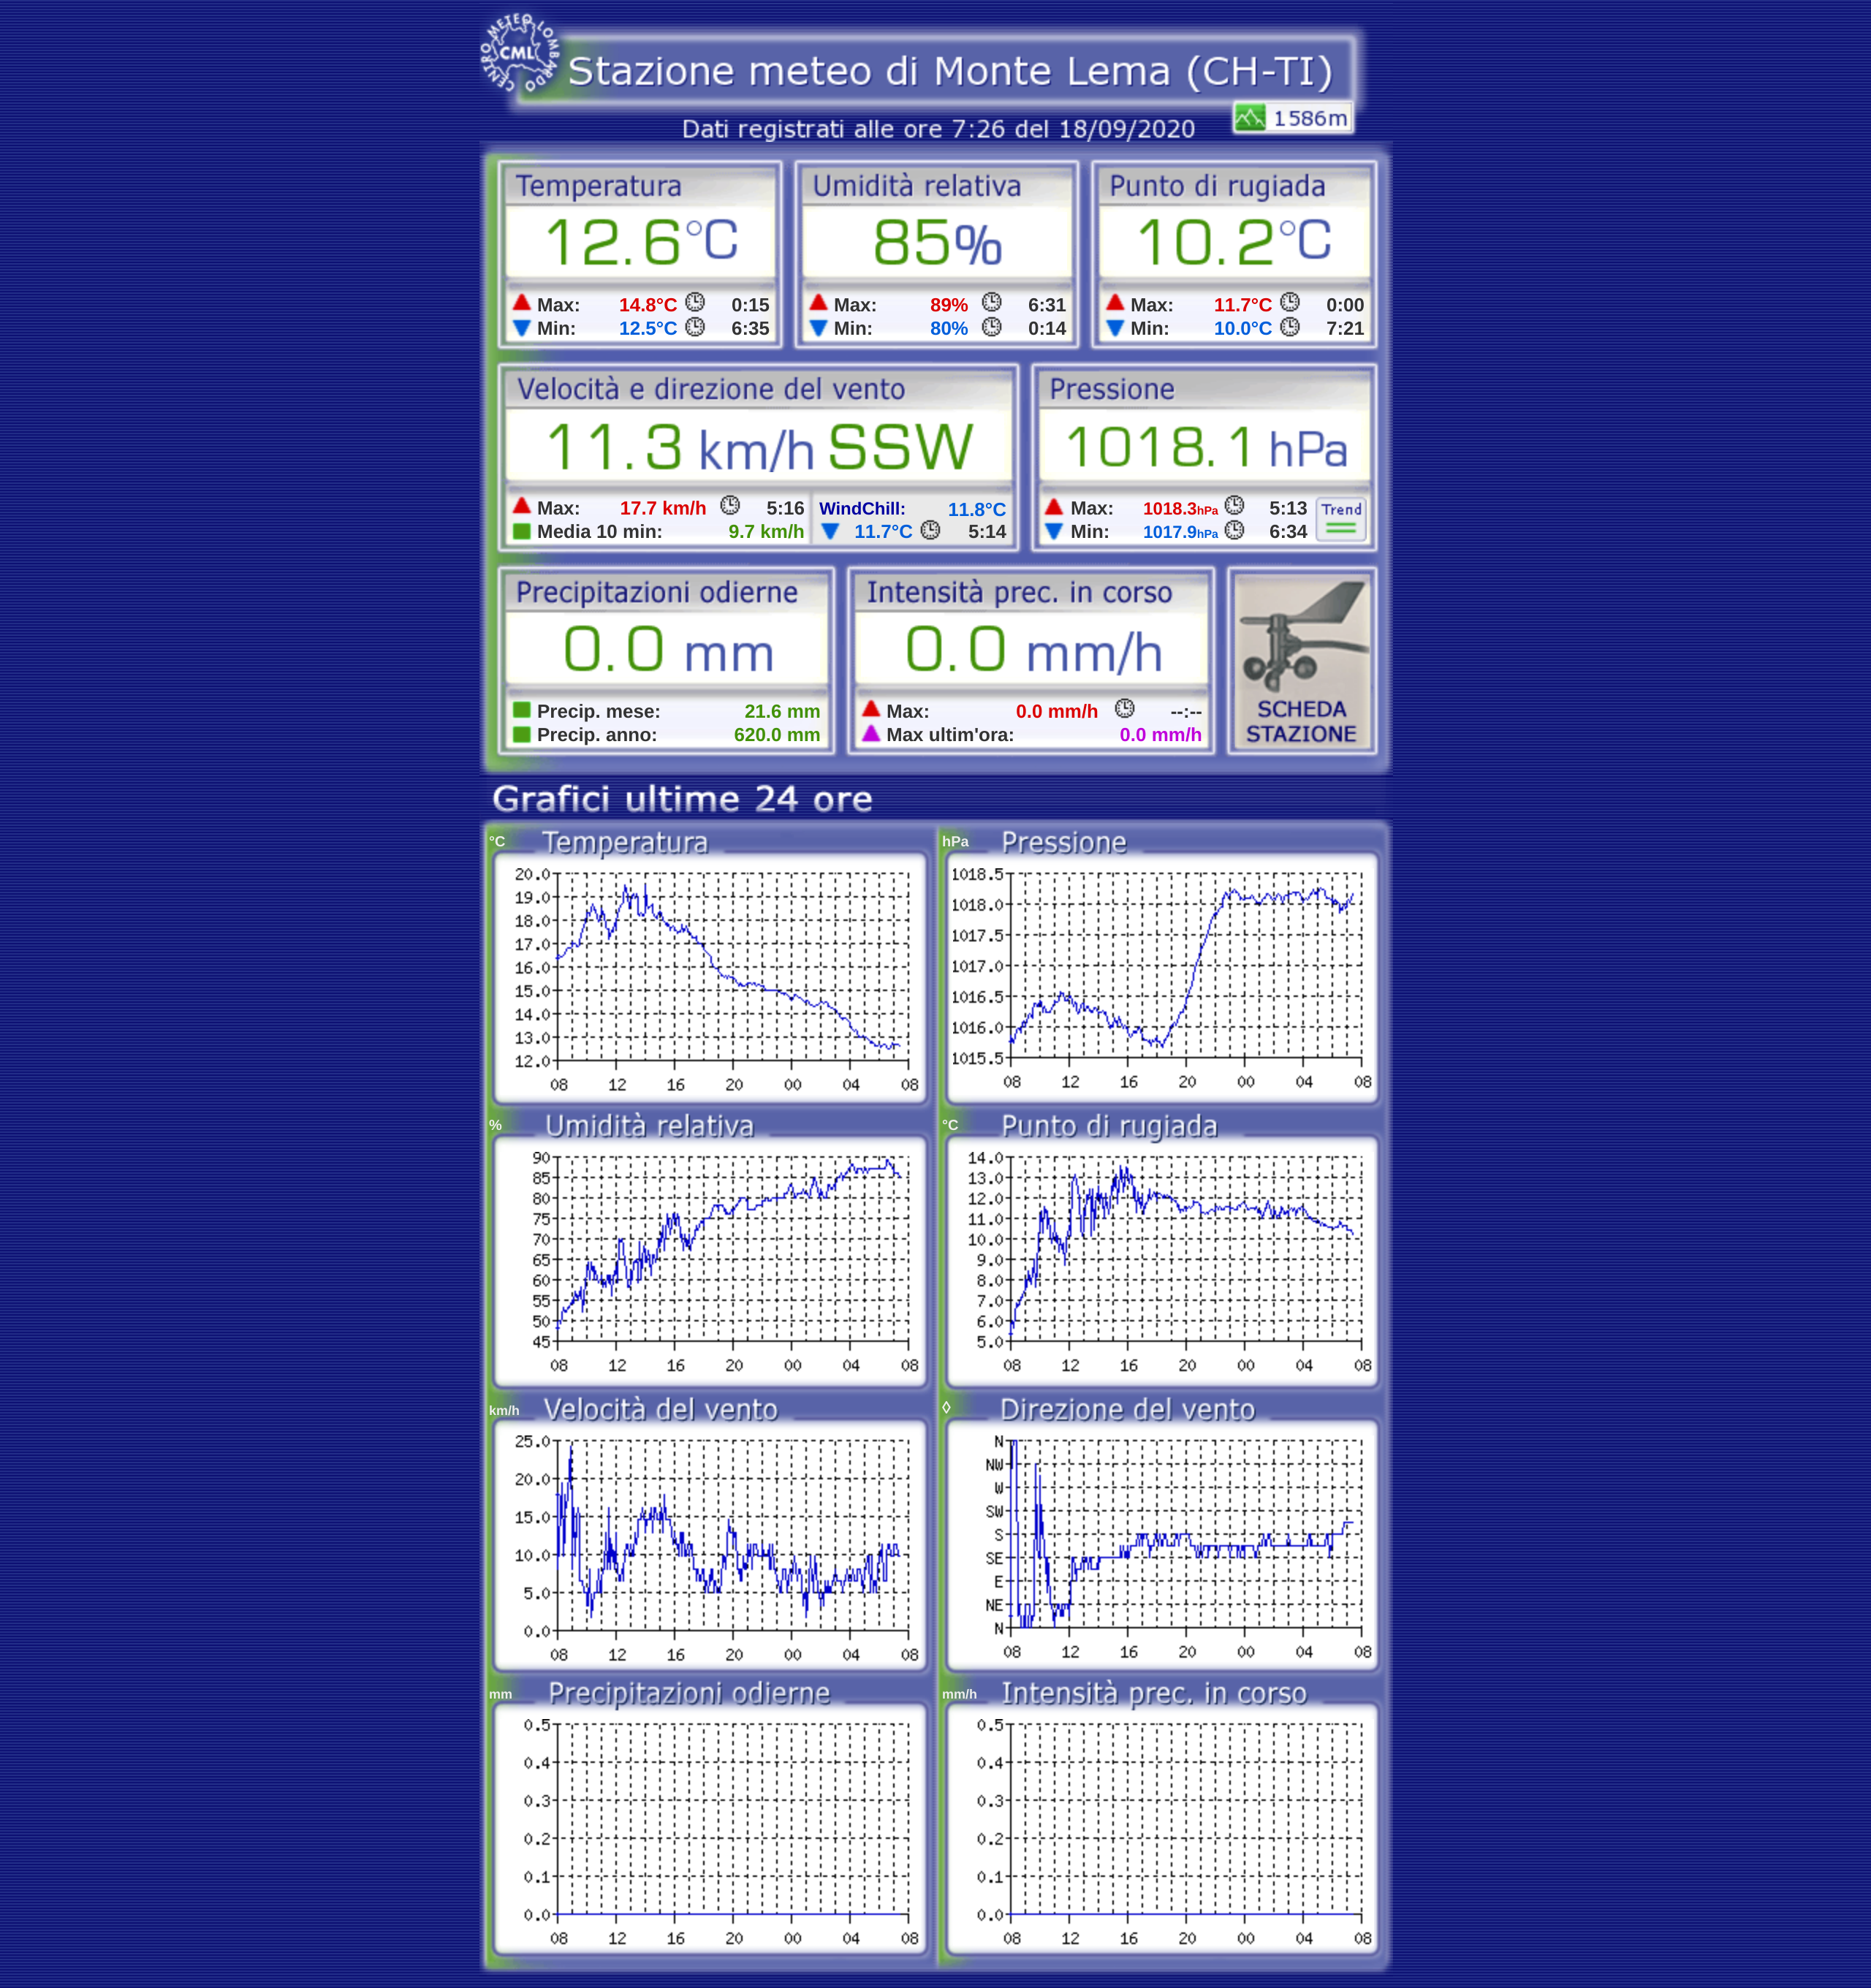 CENTRO METEO LOMBARDO
CML
Stazione meteo di Monte Lema (CH-TI)
1586m
Dati registrati alle ore 7:26 del 18/09/2020
Temperatura
12.6°C
Max: 14.8°C 0:15
Min: 12.5°C 6:35
Umidità relativa
85%
Max: 89% 6:31
Min: 80% 0:14
Punto di rugiada
10.2°C
Max: 11.7°C 0:00
Min: 10.0°C 7:21
Velocità e direzione del vento
11.3 km/h SSW
Max: 17.7 km/h 5:16
Media 10 min: 9.7 km/h
WindChill: 11.8°C
11.7°C 5:14
Pressione
1018.1 hPa
Max: 1018.3hPa 5:13
Min: 1017.9hPa 6:34
Trend
Precipitazioni odierne
0.0 mm
Precip. mese: 21.6 mm
Precip. anno: 620.0 mm
Intensità prec. in corso
0.0 mm/h
Max: 0.0 mm/h --:--
Max ultim'ora: 0.0 mm/h
SCHEDA
STAZIONE
Grafici ultime 24 ore
°C Temperatura
20.0
19.0
18.0
17.0
16.0
15.0
14.0
13.0
12.0
08 12 16 20 00 04 08
hPa Pressione
1018.5
1018.0
1017.5
1017.0
1016.5
1016.0
1015.5
08 12 16 20 00 04 08
% Umidità relativa
90
85
80
75
70
65
60
55
50
45
08 12 16 20 00 04 08
°C Punto di rugiada
14.0
13.0
12.0
11.0
10.0
9.0
8.0
7.0
6.0
5.0
08 12 16 20 00 04 08
km/h Velocità del vento
25.0
20.0
15.0
10.0
5.0
0.0
08 12 16 20 00 04 08
◊ Direzione del vento
N
NW
W
SW
S
SE
E
NE
N
08 12 16 20 00 04 08
mm Precipitazioni odierne
0.5
0.4
0.3
0.2
0.1
0.0
08 12 16 20 00 04 08
mm/h Intensità prec. in corso
0.5
0.4
0.3
0.2
0.1
0.0
08 12 16 20 00 04 08